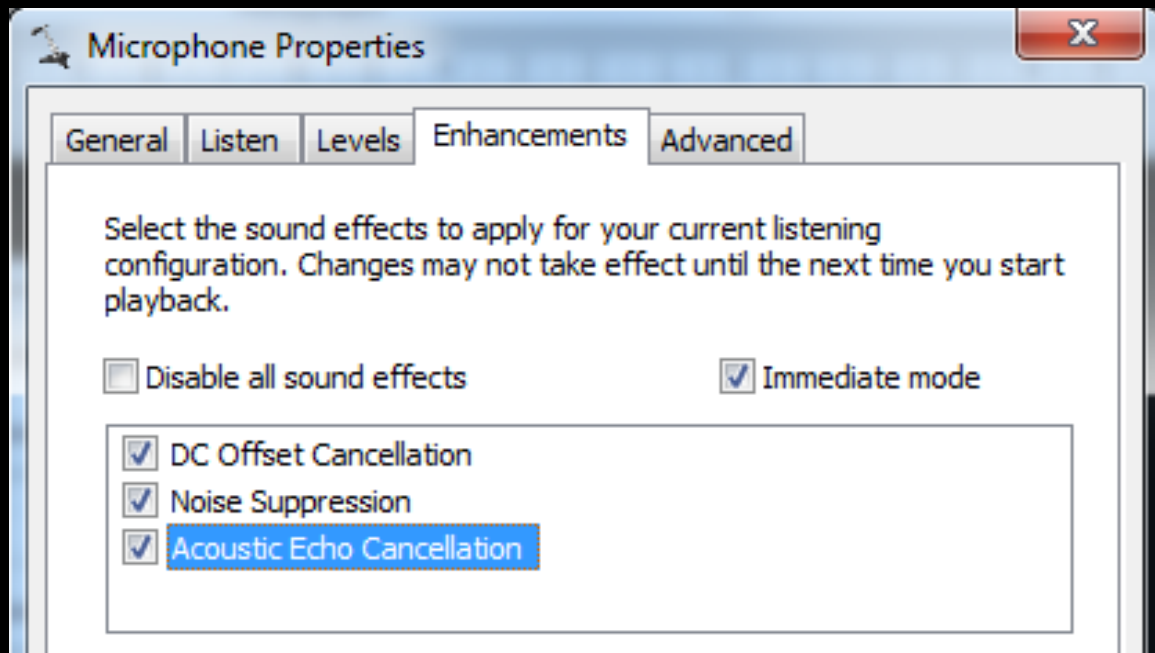 Microphone Properties
General Listen Levels Enhancements Advanced
Select the sound effects to apply for your current listening
configuration. Changes may not take effect until the next time you start
playback.
Disable all sound effects Immediate mode
DC Offset Cancellation
Noise Suppression
Acoustic Echo Cancellation